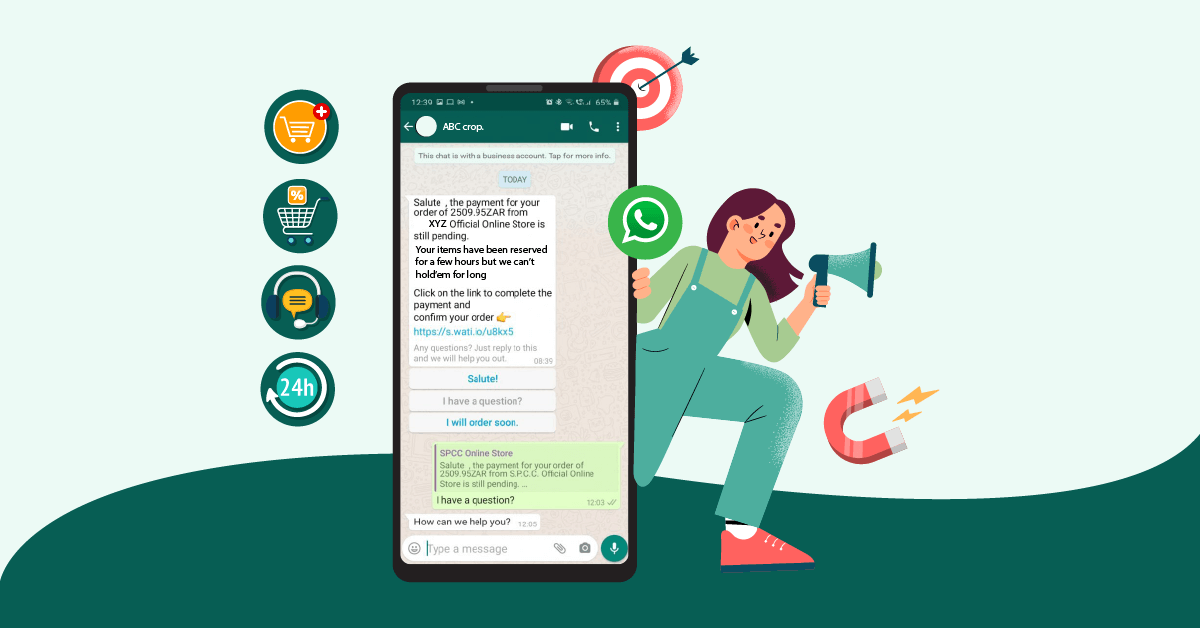 12:39
65%
ABC crop.
This chat is with a business account. Tap for more info.
TODAY
Salute , the payment for your
order of 2509.95ZAR from
XYZ Official Online Store is
still pending.
Your items have been reserved
for a few hours but we can't
hold'em for long
Click on the link to complete the
payment and
confirm your order 👉
https://s.wati.io/u8kx5
Any questions? Just reply to this
and we will help you out.
08:39
Salute!
I have a question?
I will order soon.
SPCC Online Store
Salute , the payment for your order of
2509.95ZAR from S.P.C.C. Official Online
Store is still pending. ...
I have a question?
12:03
How can we help you?
12:05
Type a message
%
24h